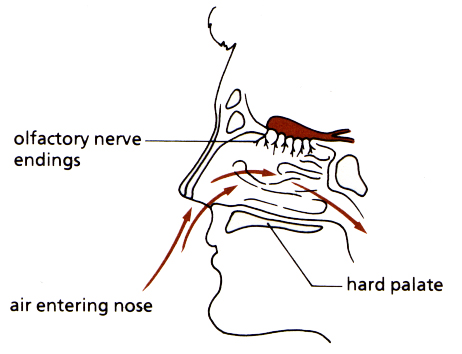 olfactory nerve
endings
hard palate
air entering nose